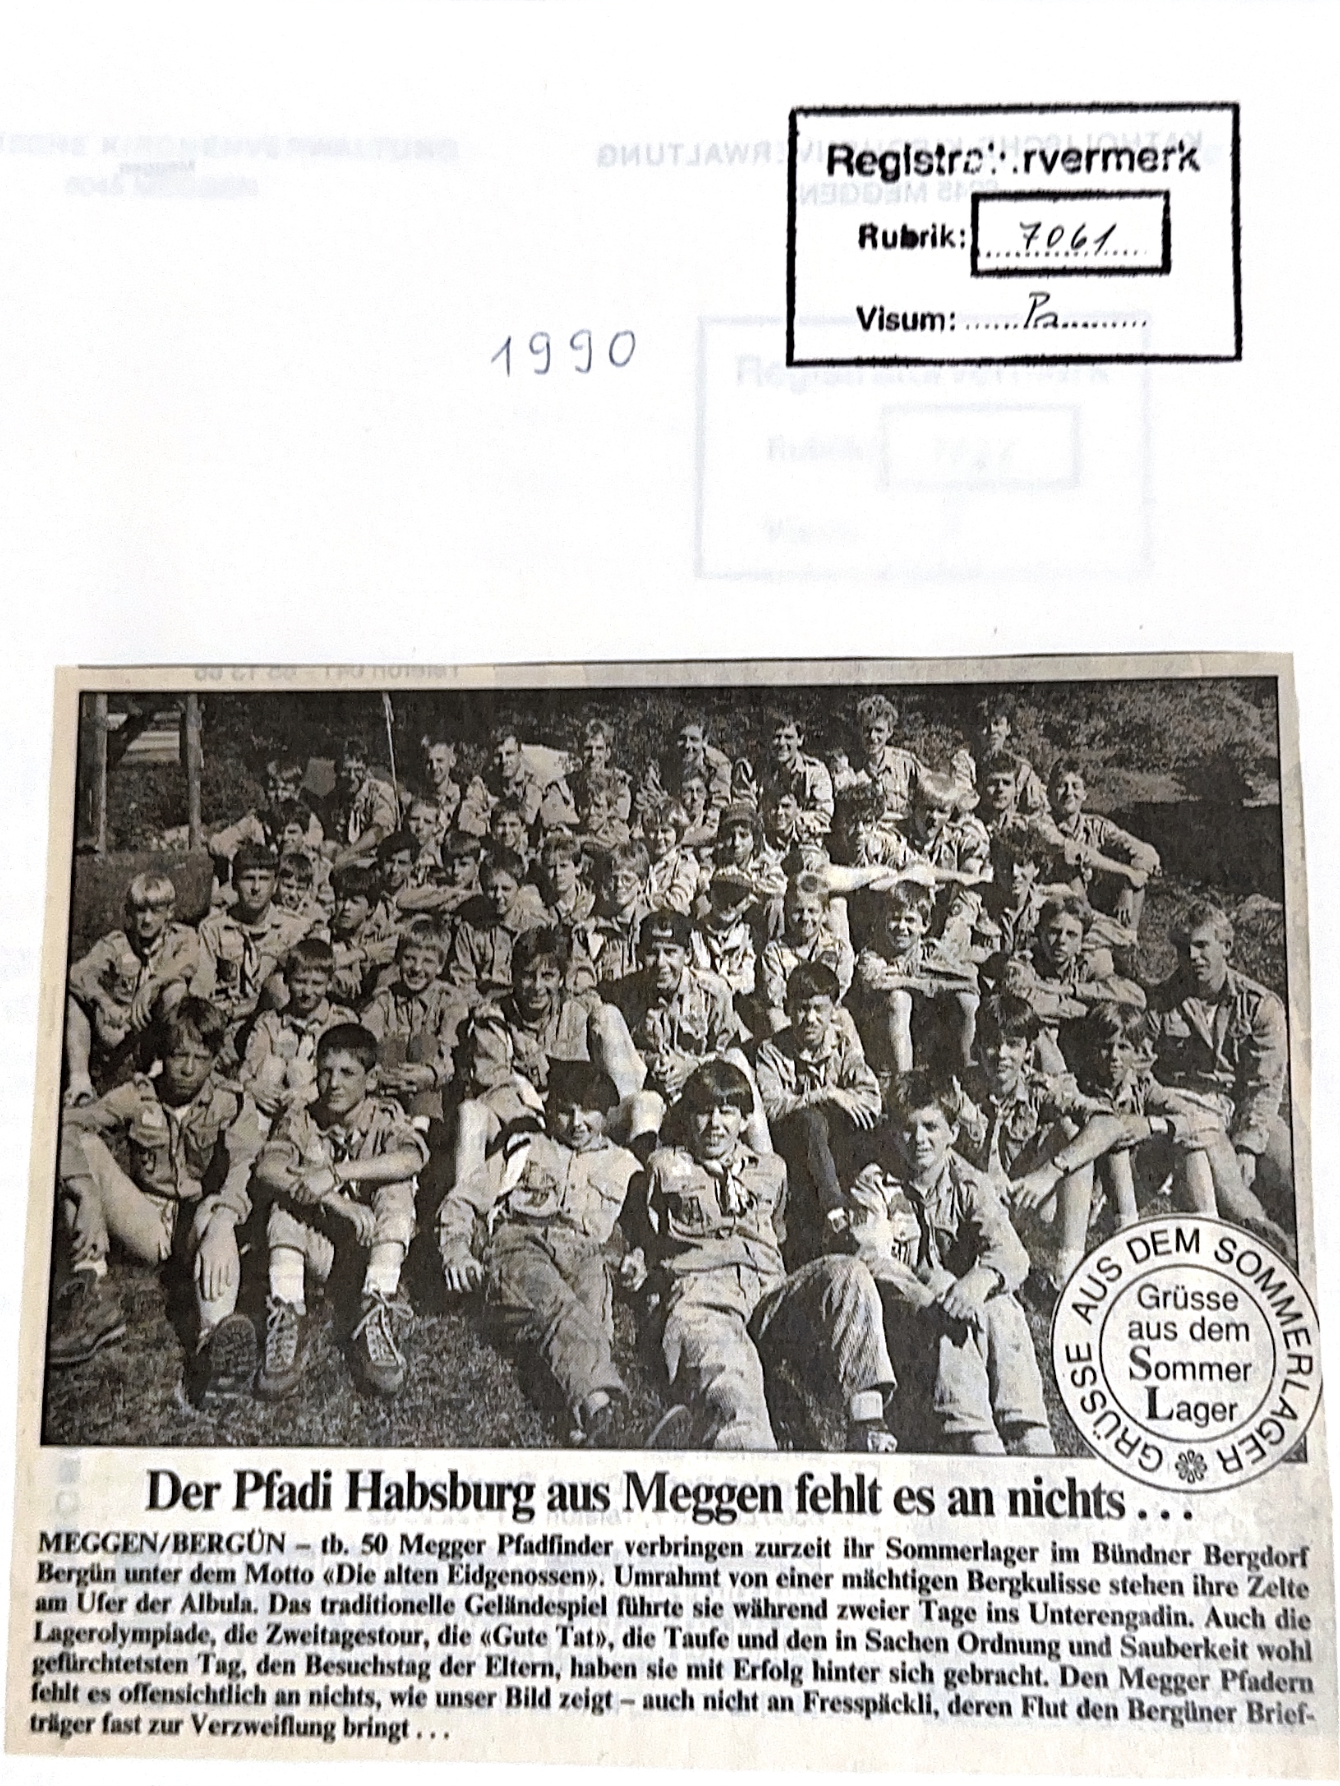 Registraturvermerk
Rubrik: 7061
Visum: Pa
1990
GRÜSSE AUS DEM SOMMERLAGER
Grüsse
aus dem
Sommer
Lager
Der Pfadi Habsburg aus Meggen fehlt es an nichts . . .
MEGGEN/BERGÜN – tb. 50 Megger Pfadfinder verbringen zurzeit ihr Sommerlager im Bündner Bergdorf
Bergün unter dem Motto «Die alten Eidgenossen». Umrahmt von einer mächtigen Bergkulisse stehen ihre Zelte
am Ufer der Albula. Das traditionelle Geländespiel führte sie während zweier Tage ins Unterengadin. Auch die
Lagerolympiade, die Zweitagestour, die «Gute Tat», die Taufe und den in Sachen Ordnung und Sauberkeit wohl
gefürchtetsten Tag, den Besuchstag der Eltern, haben sie mit Erfolg hinter sich gebracht. Den Megger Pfadern
fehlt es offensichtlich an nichts, wie unser Bild zeigt – auch nicht an Fresspäckli, deren Flut den Bergüner Brief-
träger fast zur Verzweiflung bringt . . .